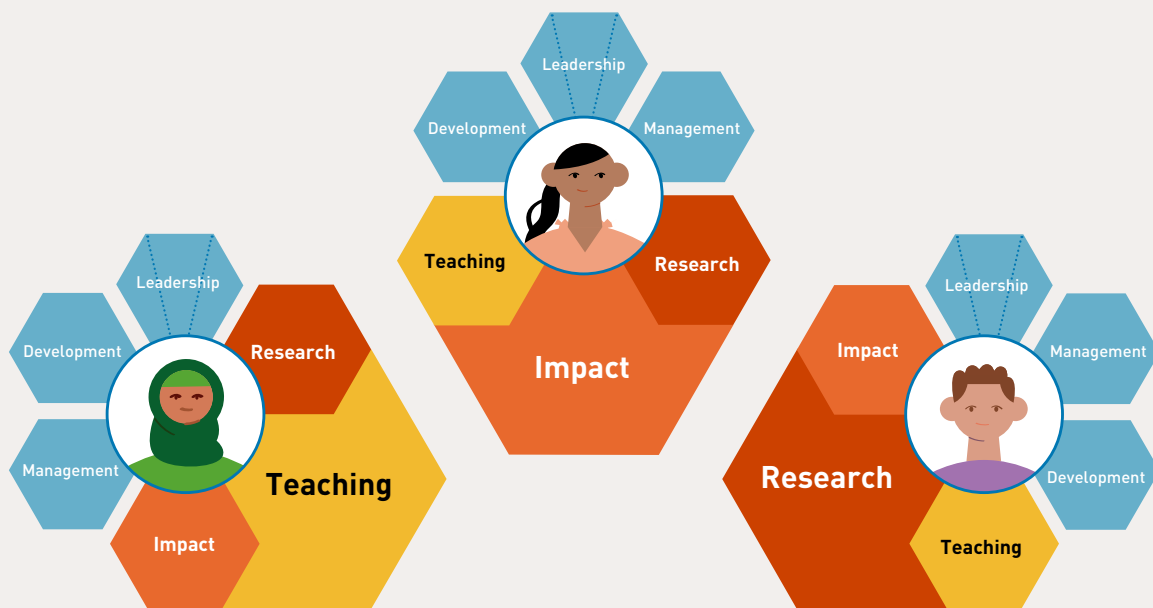 Leadership
Development
Management
Teaching
Research
Impact
Leadership
Development
Research
Management
Teaching
Impact
Leadership
Impact
Management
Research
Development
Teaching